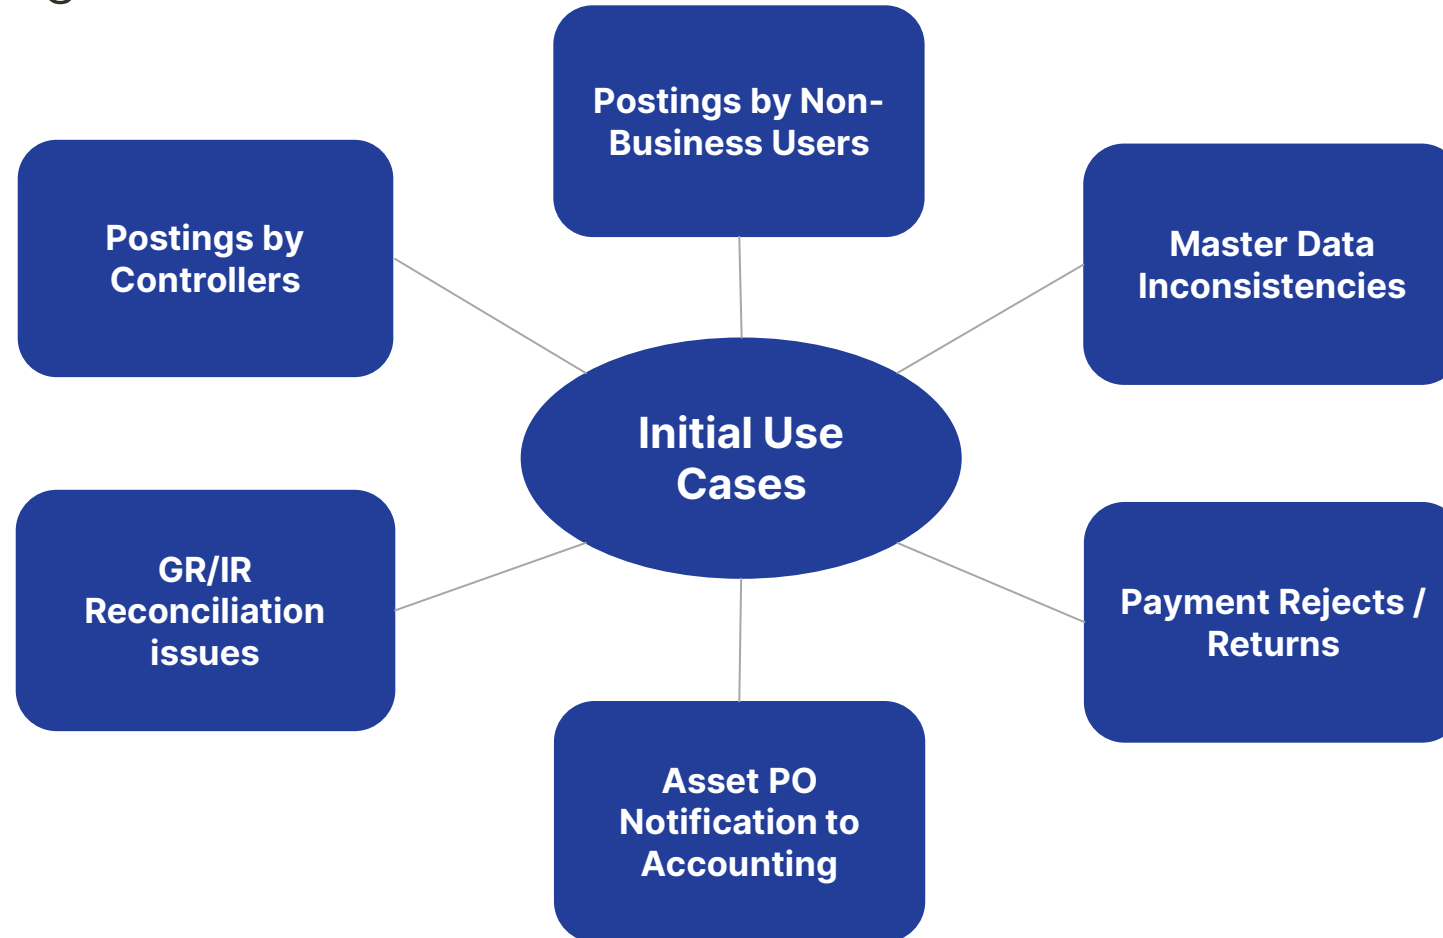 Postings by Non-
Business Users
Postings by
Controllers
Master Data
Inconsistencies
Initial Use
Cases
GR/IR
Reconciliation
issues
Payment Rejects /
Returns
Asset PO
Notification to
Accounting